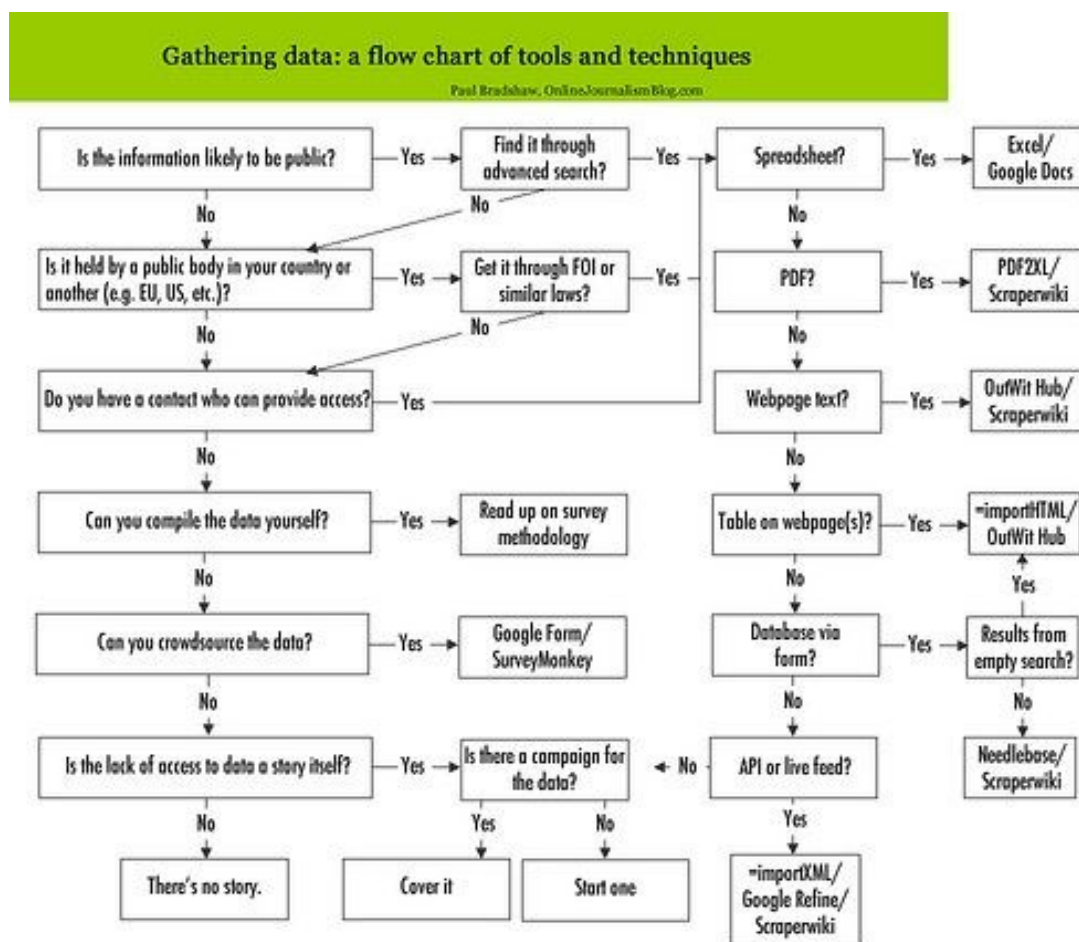 Gathering data: a flow chart of tools and techniques
Paul Bradshaw, OnlineJournalismBlog.com
Is the information likely to be public?
Yes
Find it through
advanced search?
Yes
Spreadsheet?
Yes
Excel/
Google Docs
No
No
No
Is it held by a public body in your country or
another (e.g. EU, US, etc.)?
Yes
Get it through FOI or
similar laws?
Yes
PDF?
Yes
PDF2XL/
Scraperwiki
No
No
No
Do you have a contact who can provide access?
Yes
Webpage text?
Yes
OutWit Hub/
Scraperwiki
No
No
Can you compile the data yourself?
Yes
Read up on survey
methodology
Table on webpage(s)?
Yes
=importHTML/
OutWit Hub
No
No
Yes
Can you crowdsource the data?
Yes
Google Form/
SurveyMonkey
Database via
form?
Yes
Results from
empty search?
No
No
No
Is the lack of access to data a story itself?
Yes
Is there a campaign for
the data?
No
API or live feed?
Needlebase/
Scraperwiki
No
Yes
No
Yes
There's no story.
Cover it
Start one
=importXML/
Google Refine/
Scraperwiki